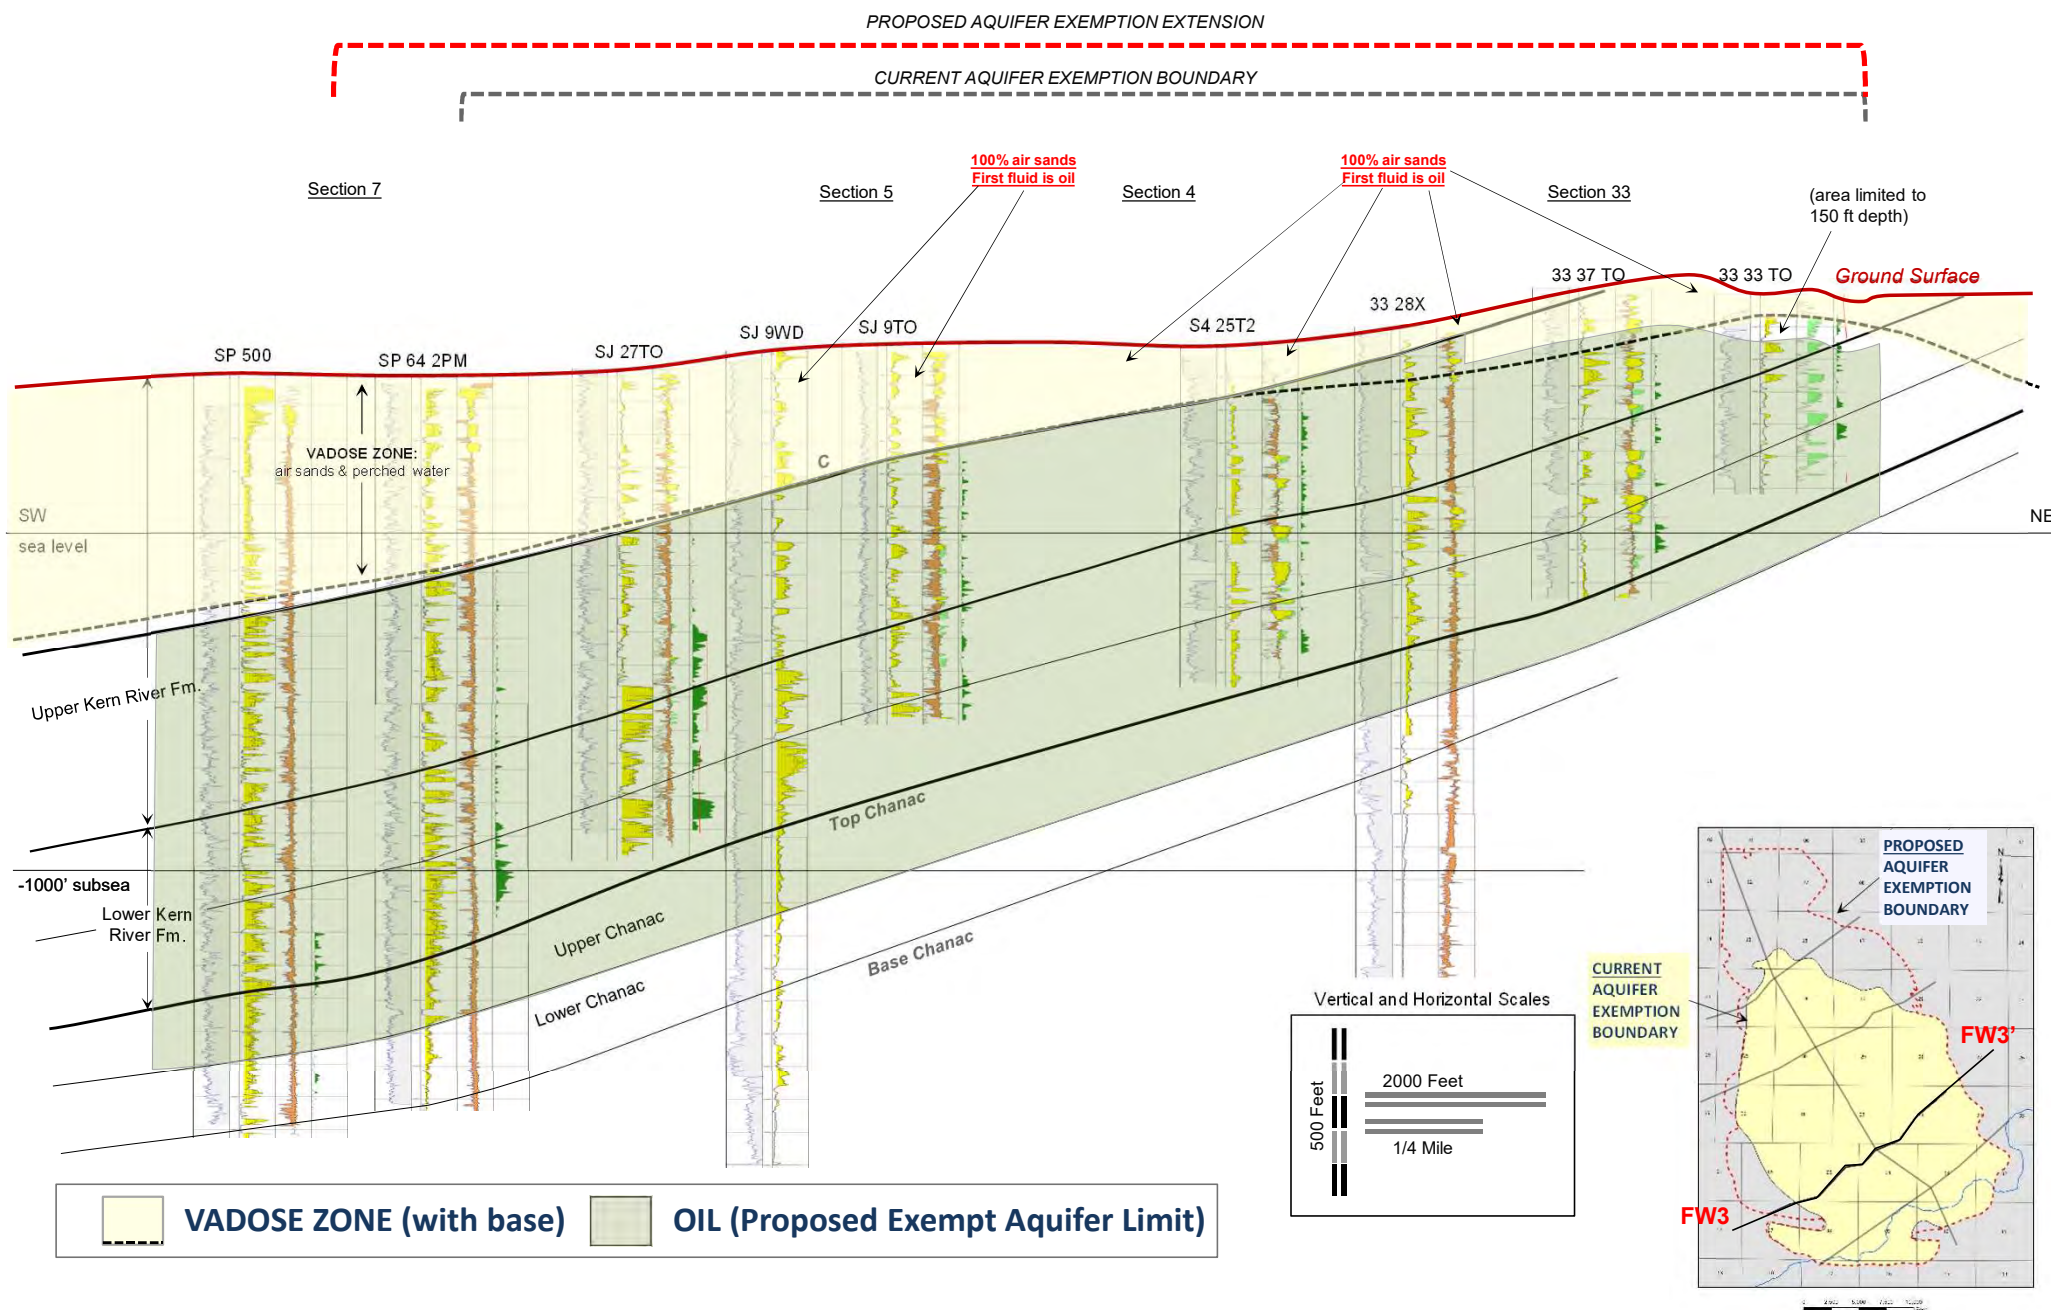 PROPOSED AQUIFER EXEMPTION EXTENSION
CURRENT AQUIFER EXEMPTION BOUNDARY
100% air sands
First fluid is oil
100% air sands
First fluid is oil
Section 7
Section 5
Section 4
Section 33
(area limited to
150 ft depth)
33 37 TO
33 33 TO
Ground Surface
33 28X
S4 25T2
SJ 9TO
SJ 9WD
SJ 27TO
SP 64 2PM
SP 500
VADOSE ZONE:
air sands & perched water
C
SW
sea level
NE
Upper Kern River Fm.
Top Chanac
-1000' subsea
Lower Kern
River Fm.
Upper Chanac
Base Chanac
Lower Chanac
Vertical and Horizontal Scales
500 Feet
2000 Feet
1/4 Mile
PROPOSED
AQUIFER
EXEMPTION
BOUNDARY
N
CURRENT
AQUIFER
EXEMPTION
BOUNDARY
FW3'
FW3
VADOSE ZONE (with base)
OIL (Proposed Exempt Aquifer Limit)